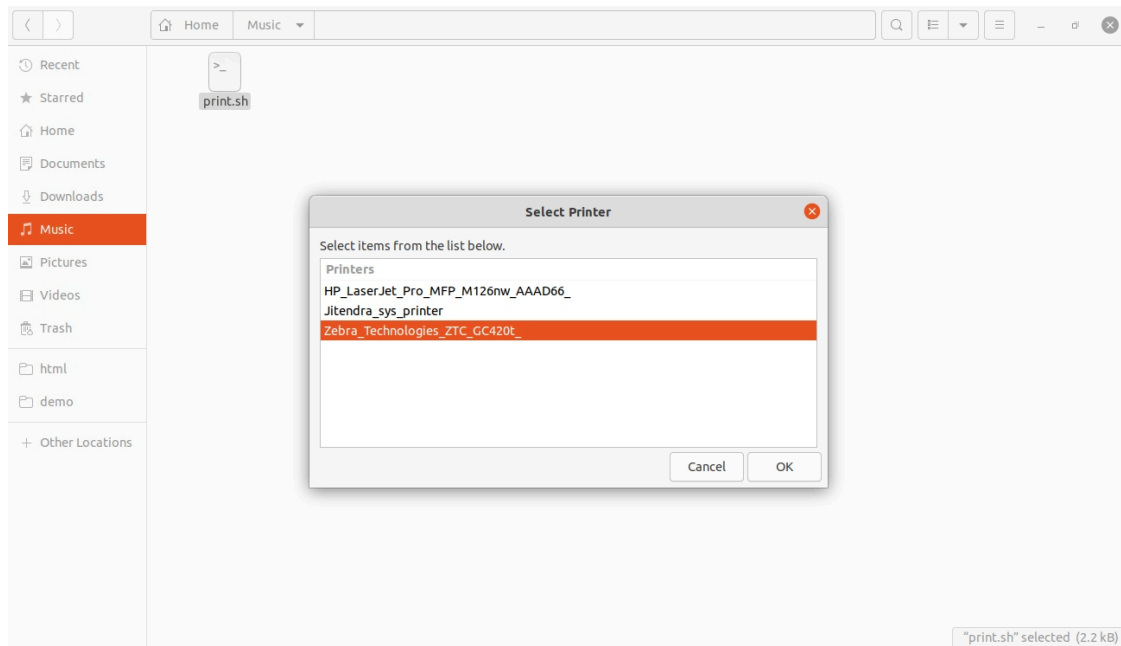 Home Music
Recent
Starred
Home
Documents
Downloads
Music
Pictures
Videos
Trash
html
demo
+ Other Locations
>_
print.sh
Select Printer
Select items from the list below.
Printers
HP_LaserJet_Pro_MFP_M126nw_AAAD66_
Jitendra_sys_printer
Zebra_Technologies_ZTC_GC420t_
Cancel OK
"print.sh" selected (2.2 kB)